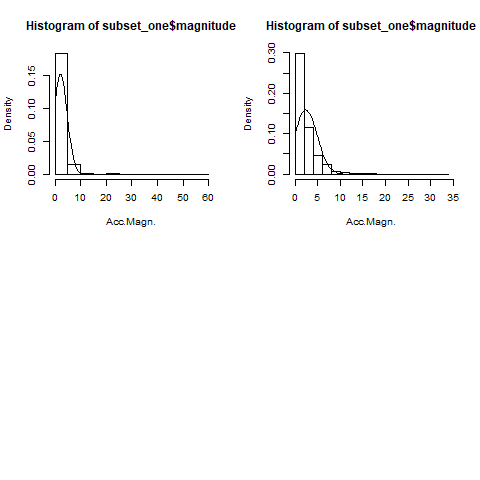 Histogram of subset_one$magnitude
Density
0.00
0.05
0.10
0.15
0 10 20 30 40 50 60
Acc.Magn.
Histogram of subset_one$magnitude
Density
0.00
0.10
0.20
0.30
0 5 10 15 20 25 30 35
Acc.Magn.